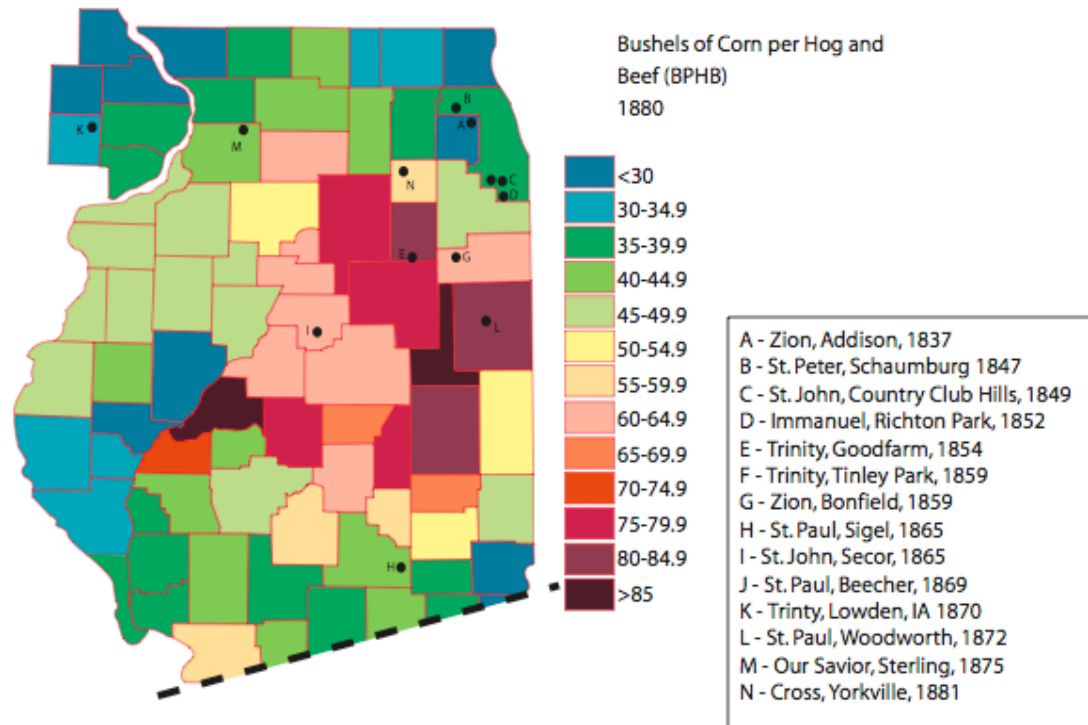 Bushels of Corn per Hog and
Beef (BPHB)
1880
<30
30-34.9
35-39.9
40-44.9
45-49.9
50-54.9
55-59.9
60-64.9
65-69.9
70-74.9
75-79.9
80-84.9
>85
B
A
K
M
N
C
D
E
G
I
L
H
A - Zion, Addison, 1837
B - St. Peter, Schaumburg 1847
C - St. John, Country Club Hills, 1849
D - Immanuel, Richton Park, 1852
E - Trinity, Goodfarm, 1854
F - Trinity, Tinley Park, 1859
G - Zion, Bonfield, 1859
H - St. Paul, Sigel, 1865
I - St. John, Secor, 1865
J - St. Paul, Beecher, 1869
K - Trinty, Lowden, IA 1870
L - St. Paul, Woodworth, 1872
M - Our Savior, Sterling, 1875
N - Cross, Yorkville, 1881